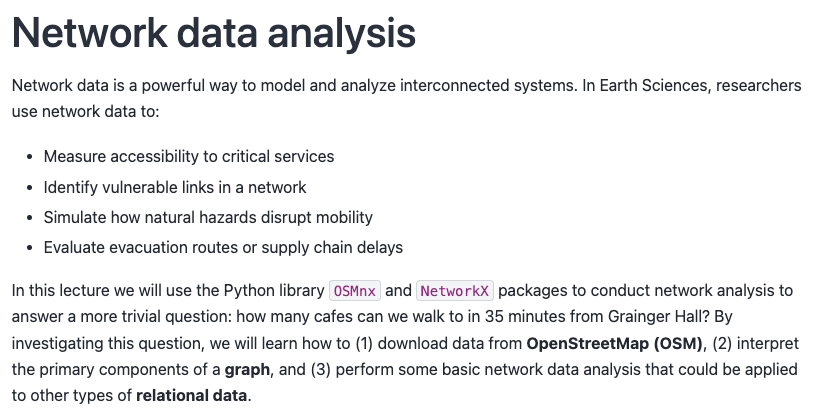 Network data analysis
Network data is a powerful way to model and analyze interconnected systems. In Earth Sciences, researchers
use network data to:
• Measure accessibility to critical services
• Identify vulnerable links in a network
• Simulate how natural hazards disrupt mobility
• Evaluate evacuation routes or supply chain delays
In this lecture we will use the Python library OSMnx and NetworkX packages to conduct network analysis to
answer a more trivial question: how many cafes can we walk to in 35 minutes from Grainger Hall? By
investigating this question, we will learn how to (1) download data from OpenStreetMap (OSM), (2) interpret
the primary components of a graph, and (3) perform some basic network data analysis that could be applied
to other types of relational data.